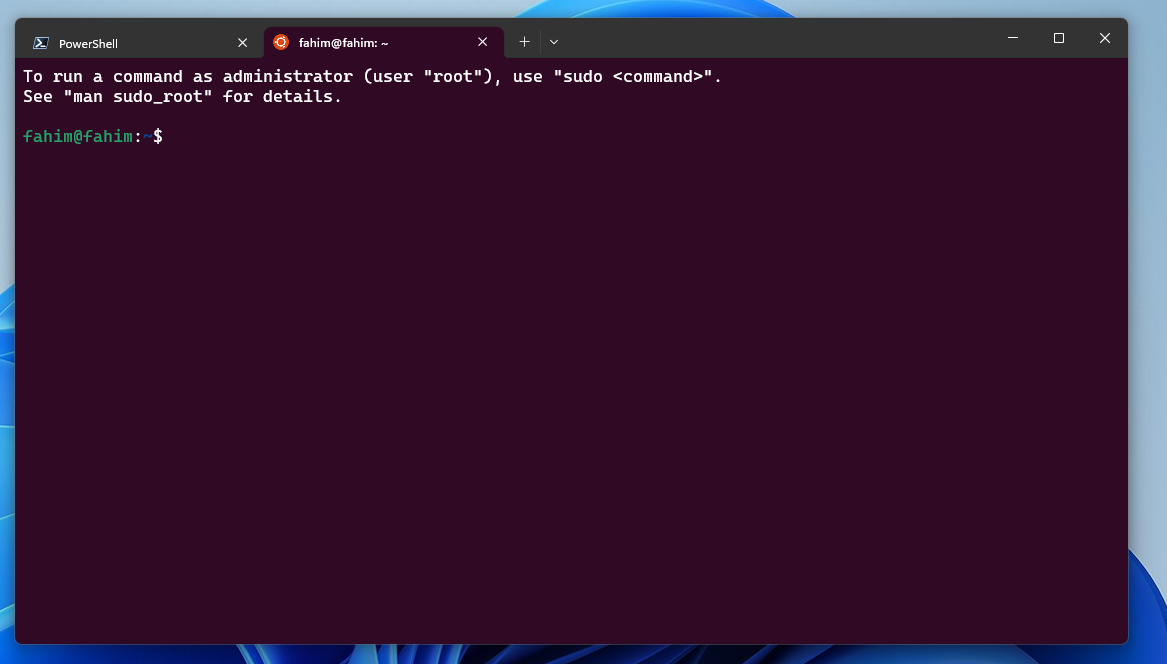 PowerShell
fahim@fahim: ~
To run a command as administrator (user "root"), use "sudo <command>".
See "man sudo_root" for details.
fahim@fahim:~$